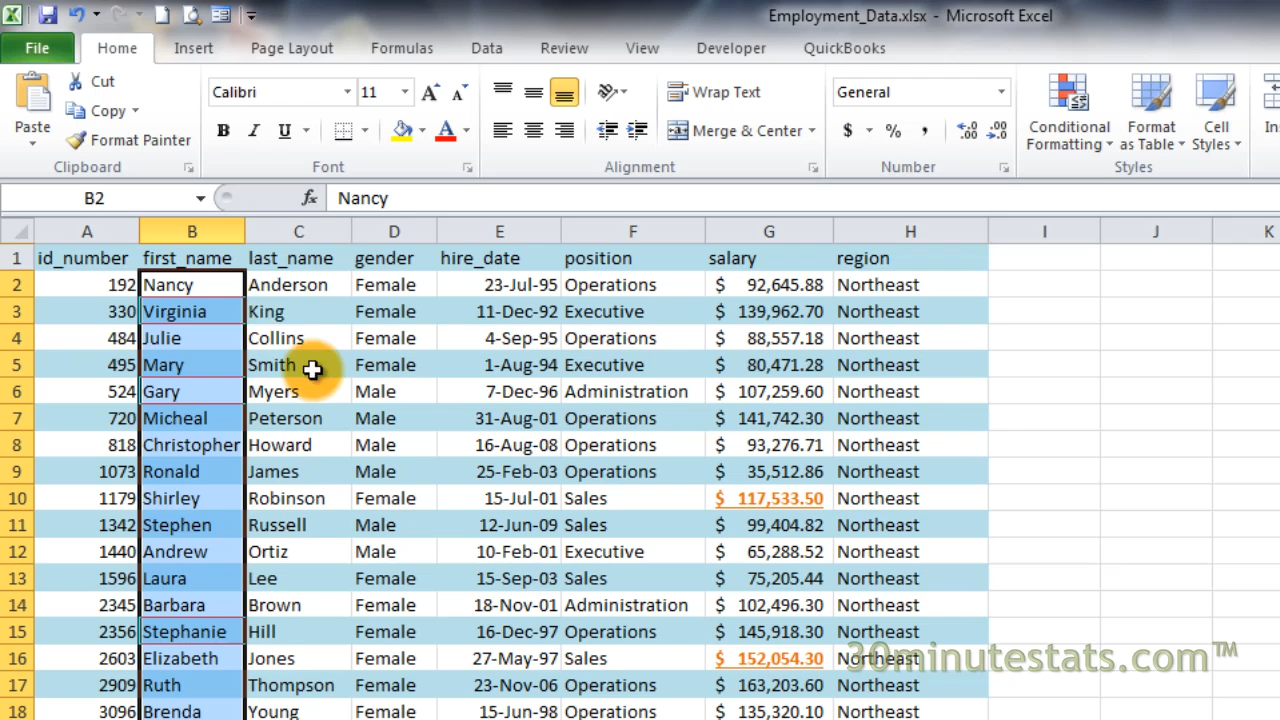 Employment_Data.xlsx - Microsoft Excel
File Home Insert Page Layout Formulas Data Review View Developer QuickBooks
Paste Cut Copy Format Painter Clipboard
Calibri 11 A A B I U A Font
Wrap Text Merge & Center Alignment
General $ % , .00 .00 Number
Conditional Formatting Format as Table Cell Styles Styles
B2 fx Nancy
A B C D E F G H I J K
1 id_number first_name last_name gender hire_date position salary region
2 192 Nancy Anderson Female 23-Jul-95 Operations $ 92,645.88 Northeast
3 330 Virginia King Female 11-Dec-92 Executive $ 139,962.70 Northeast
4 484 Julie Collins Female 4-Sep-95 Operations $ 88,557.18 Northeast
5 495 Mary Smith Female 1-Aug-94 Executive $ 80,471.28 Northeast
6 524 Gary Myers Male 7-Dec-96 Administration $ 107,259.60 Northeast
7 720 Micheal Peterson Male 31-Aug-01 Operations $ 141,742.30 Northeast
8 818 Christopher Howard Male 16-Aug-08 Operations $ 93,276.71 Northeast
9 1073 Ronald James Male 25-Feb-03 Operations $ 35,512.86 Northeast
10 1179 Shirley Robinson Female 15-Jul-01 Sales $ 117,533.50 Northeast
11 1342 Stephen Russell Male 12-Jun-09 Sales $ 99,404.82 Northeast
12 1440 Andrew Ortiz Male 10-Feb-01 Executive $ 65,288.52 Northeast
13 1596 Laura Lee Female 15-Sep-03 Sales $ 75,205.44 Northeast
14 2345 Barbara Brown Female 18-Nov-01 Administration $ 102,496.30 Northeast
15 2356 Stephanie Hill Female 16-Dec-97 Operations $ 145,918.30 Northeast
16 2603 Elizabeth Jones Female 27-May-97 Sales $ 152,054.30 Northeast
30minutestats.com™
17 2909 Ruth Thompson Female 23-Nov-06 Operations $ 163,203.60 Northeast
18 3096 Brenda Young Female 15-Jun-98 Operations $ 135,320.10 Northeast